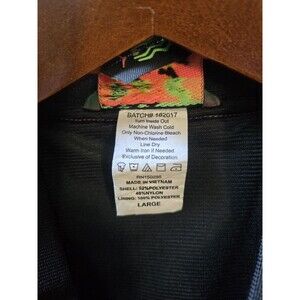 BATCH# 102017
Turn Inside Out
Machine Wash Cold
Only Non-Chlorine Bleach
When Needed
Line Dry
Warm Iron if Needed
Exclusive of Decoration
MADE IN VIETNAM
SHELL: 52%POLYESTER
48%NYLON
LINING: 100% POLYESTER
LARGE